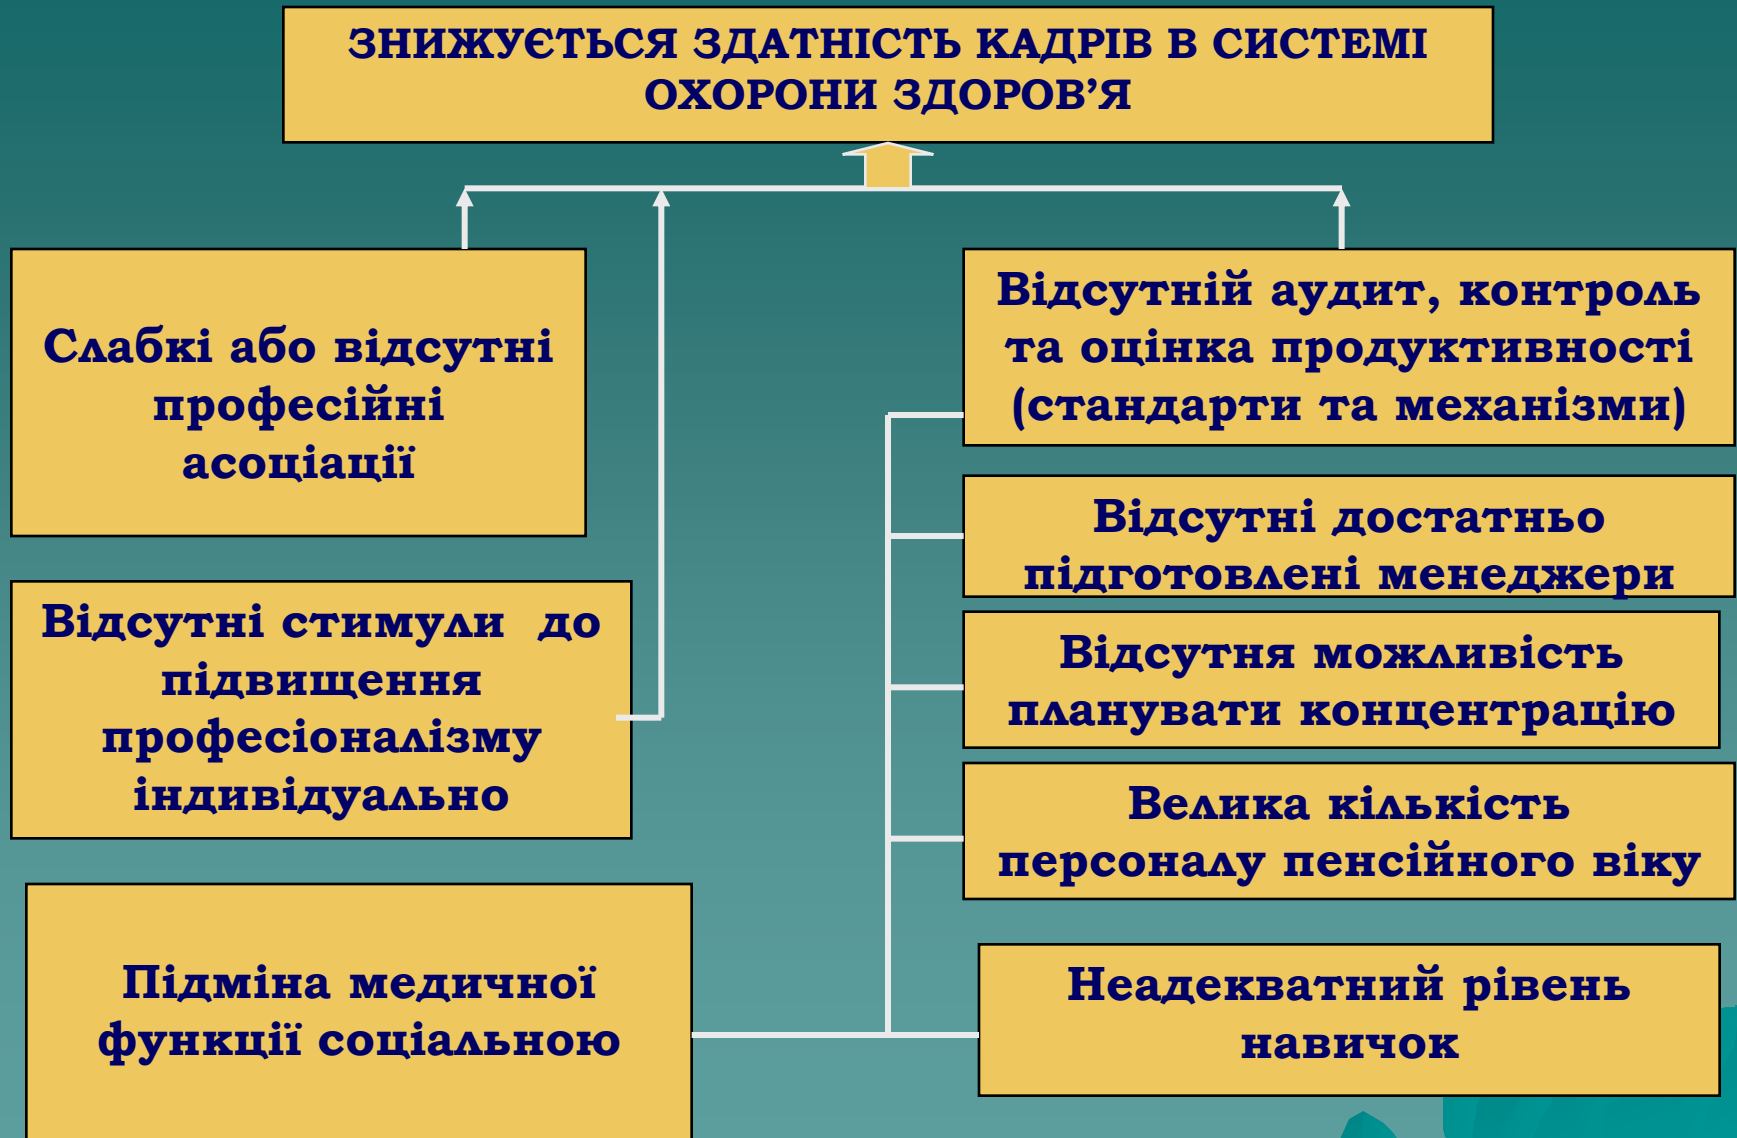 ЗНИЖУЄТЬСЯ ЗДАТНІСТЬ КАДРІВ В СИСТЕМІ
ОХОРОНИ ЗДОРОВ’Я
Слабкі або відсутні
професійні
асоціації
Відсутні стимули до
підвищення
професіоналізму
індивідуально
Підміна медичної
функції соціальною
Відсутній аудит, контроль
та оцінка продуктивності
(стандарти та механізми)
Відсутні достатньо
підготовлені менеджери
Відсутня можливість
планувати концентрацію
Велика кількість
персоналу пенсійного віку
Неадекватний рівень
навичок